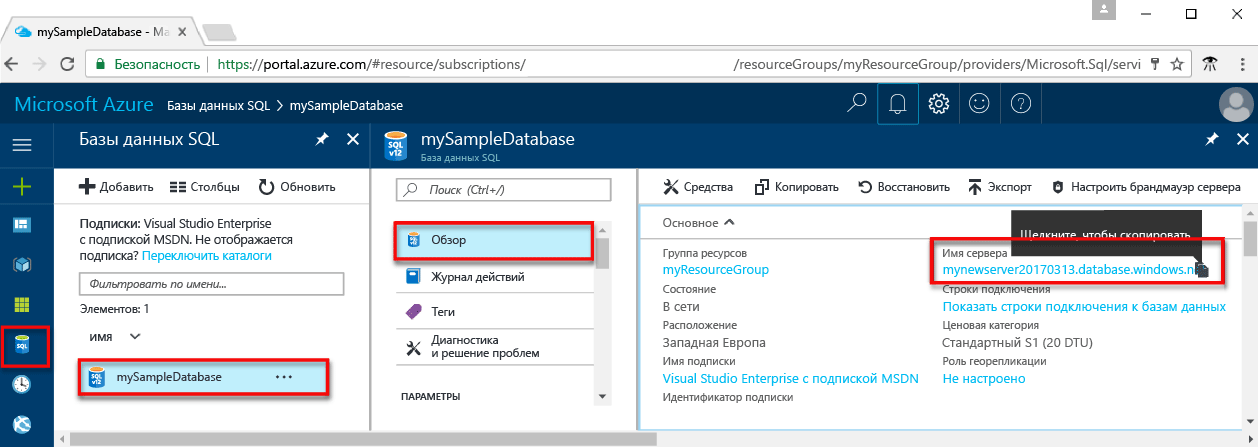 mySampleDatabase - Ma
Безопасность https://portal.azure.com/#resource/subscriptions/ /resourceGroups/myResourceGroup/providers/Microsoft.Sql/servi
Microsoft Azure Базы данных SQL mySampleDatabase
Базы данных SQL
Добавить Столбцы Обновить
Подписки: Visual Studio Enterprise
с подпиской MSDN. Не отображается
подписка? Переключить каталоги
Фильтровать по имени...
Элементов: 1
ИМЯ
SQL v12 mySampleDatabase ...
SQL v12
mySampleDatabase
База данных SQL
Поиск (Ctrl+/)
Обзор
Журнал действий
Теги
Диагностика
и решение проблем
ПАРАМЕТРЫ
Средства Копировать Восстановить Экспорт Настроить брандмауэр сервера
Основное
Щелкните, чтобы скопировать
Группа ресурсов
myResourceGroup
Состояние
В сети
Расположение
Западная Европа
Имя подписки
Visual Studio Enterprise с подпиской MSDN
Идентификатор подписки
Имя сервера
mynewserver20170313.database.windows.n
Строки подключения
Показать строки подключения к базам данных
Ценовая категория
Стандартный S1 (20 DTU)
Роль георепликации
Не настроено